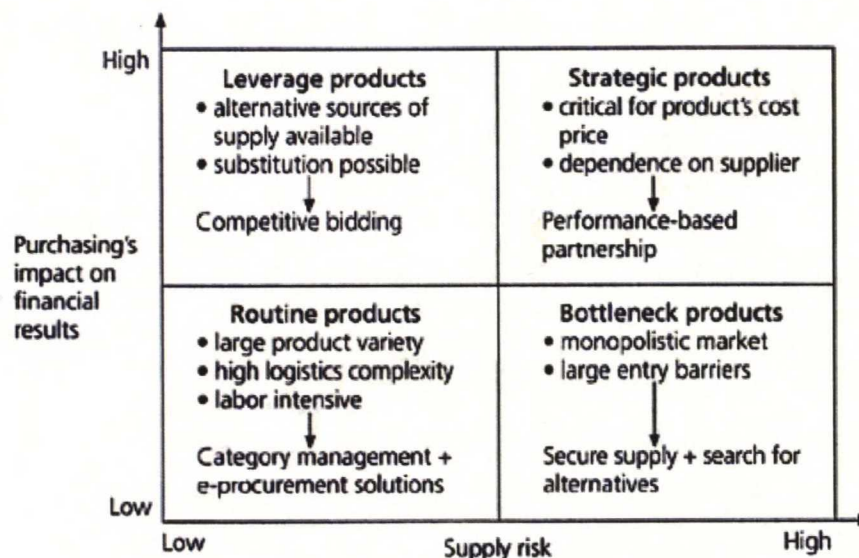 High
Leverage products
• alternative sources of
supply available
• substitution possible
Competitive bidding
Strategic products
• critical for product's cost
price
• dependence on supplier
Performance-based
partnership
Purchasing's
impact on
financial
results
Routine products
• large product variety
• high logistics complexity
• labor intensive
Category management +
e-procurement solutions
Bottleneck products
• monopolistic market
• large entry barriers
Secure supply + search for
alternatives
Low
Low
Supply risk
High